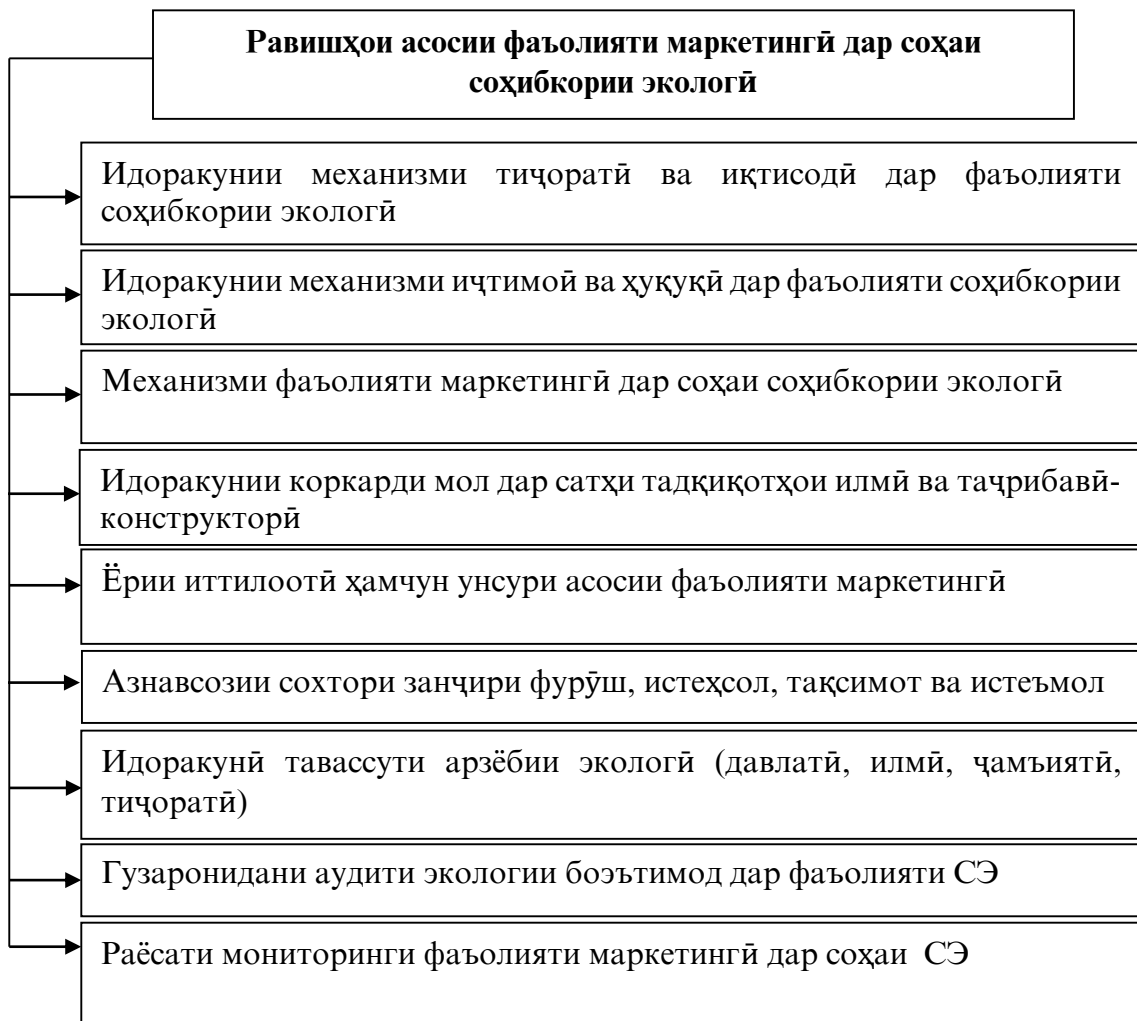 Равишҳои асосии фаъолияти маркетингӣ дар соҳаи
соҳибкории экологӣ
Идоракунии механизми тиҷоратӣ ва иқтисодӣ дар фаъолияти
соҳибкории экологӣ
Идоракунии механизми иҷтимоӣ ва ҳуқуқӣ дар фаъолияти соҳибкории
экологӣ
Механизми фаъолияти маркетингӣ дар соҳаи соҳибкории экологӣ
Идоракунии коркарди мол дар сатҳи тадқиқотҳои илмӣ ва таҷрибавӣ-
конструкторӣ
Ёрии иттилоотӣ ҳамчун унсури асосии фаъолияти маркетингӣ
Азнавсозии сохтори занҷири фурӯш, истеҳсол, тақсимот ва истеъмол
Идоракунӣ тавассути арзёбии экологӣ (давлатӣ, илмӣ, ҷамъиятӣ,
тиҷоратӣ)
Гузаронидани аудити экологии боэътимод дар фаъолияти СЭ
Раёсати мониторинги фаъолияти маркетингӣ дар соҳаи СЭ